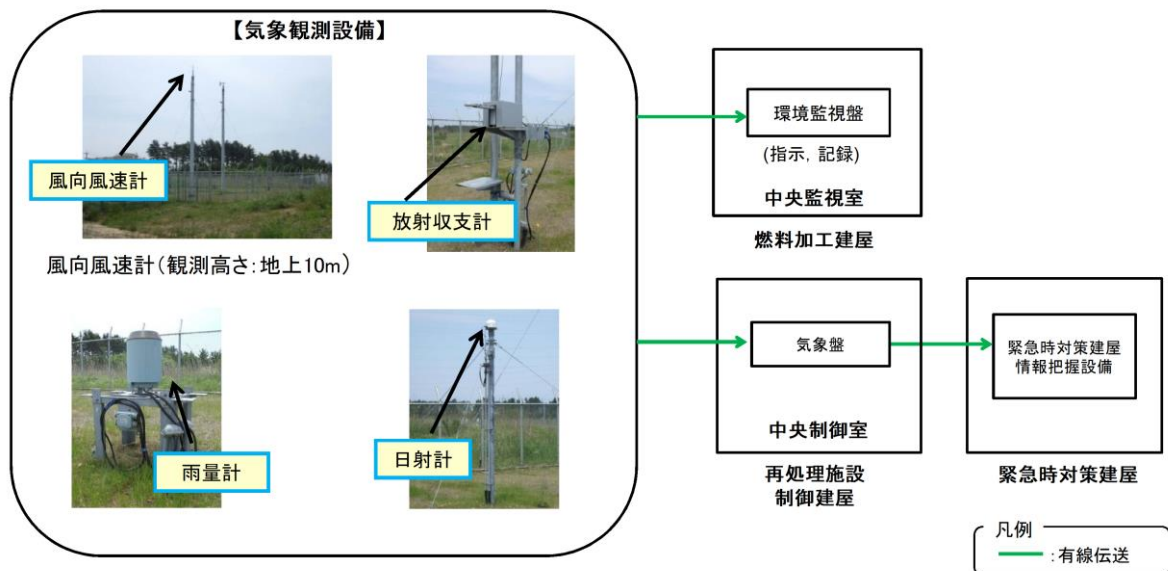 【気象観測設備】
風向風速計
放射収支計
風向風速計(観測高さ:地上10m)
雨量計
日射計
環境監視盤
(指示, 記録)
中央監視室
燃料加工建屋
気象盤
中央制御室
再処理施設
制御建屋
緊急時対策建屋
情報把握設備
緊急時対策建屋
凡例
:有線伝送